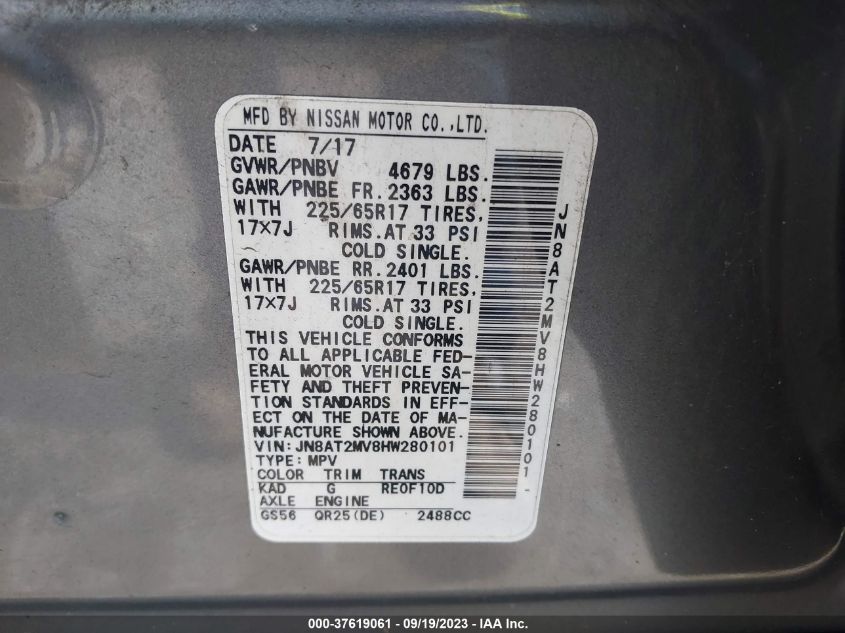 MFD BY NISSAN MOTOR CO.,LTD.
DATE 7/17
GVWR/PNBV 4679 LBS.
GAWR/PNBE FR. 2363 LBS.
WITH 225/65R17 TIRES,
17×7J RIMS.AT 33 PSI
COLD SINGLE.
GAWR/PNBE RR. 2401 LBS.
WITH 225/65R17 TIRES,
17×7J RIMS.AT 33 PSI
COLD SINGLE.
THIS VEHICLE CONFORMS
TO ALL APPLICABLE FED-
ERAL MOTOR VEHICLE SA-
FETY AND THEFT PREVEN-
TION STANDARDS IN EFF-
ECT ON THE DATE OF MA-
NUFACTURE SHOWN ABOVE.
VIN: JN8AT2MV8HW280101
TYPE: MPV
COLOR TRIM TRANS
KAD G RE0F10D
AXLE ENGINE
GS56 QR25(DE) 2488CC
JN8AT2MV8HW280101-
000-37619061 - 09/19/2023 - IAA Inc.